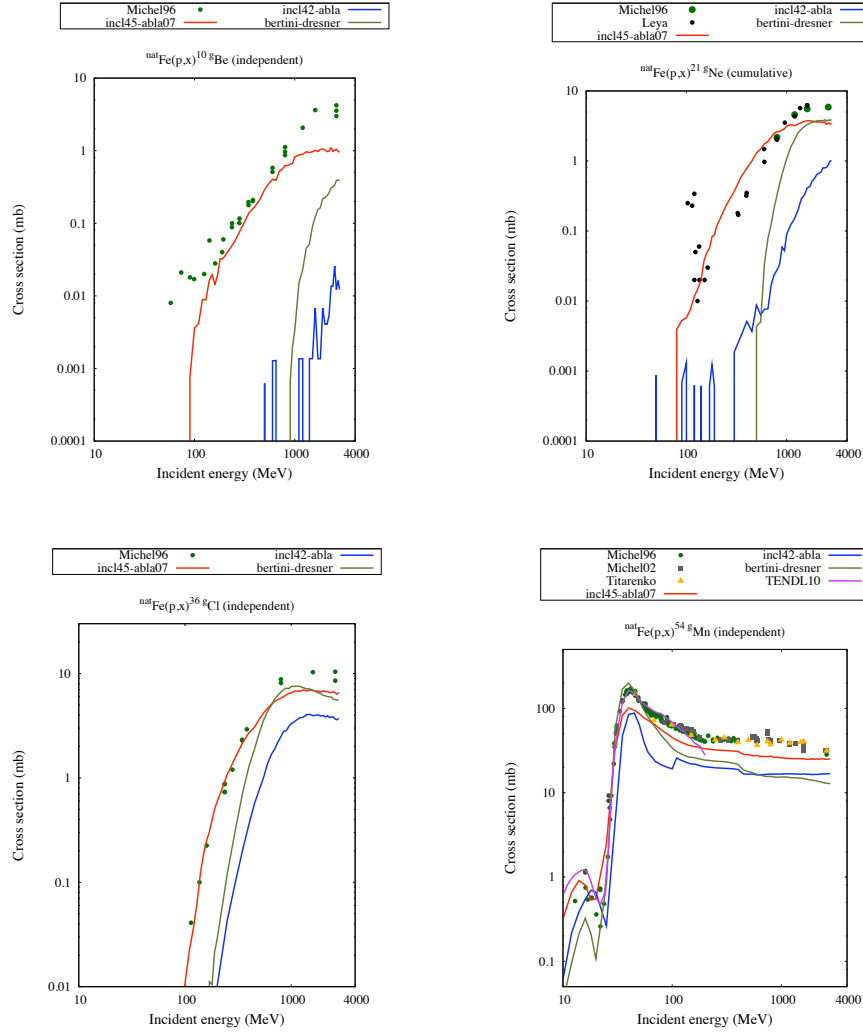 Michel96
incl45-abla07
incl42-abla
bertini-dresner
natFe(p,x)10 gBe (independent)
Cross section (mb)
10
1
0.1
0.01
0.001
0.0001
10
100
1000
4000
Incident energy (MeV)
Michel96
Leya
incl45-abla07
incl42-abla
bertini-dresner
natFe(p,x)21 gNe (cumulative)
Cross section (mb)
10
1
0.1
0.01
0.001
0.0001
10
100
1000
4000
Incident energy (MeV)
Michel96
incl45-abla07
incl42-abla
bertini-dresner
natFe(p,x)36 gCl (independent)
Cross section (mb)
10
1
0.1
0.01
10
100
1000
4000
Incident energy (MeV)
Michel96
Michel02
Titarenko
incl45-abla07
incl42-abla
bertini-dresner
TENDL10
natFe(p,x)54 gMn (independent)
Cross section (mb)
100
10
1
0.1
10
100
1000
4000
Incident energy (MeV)